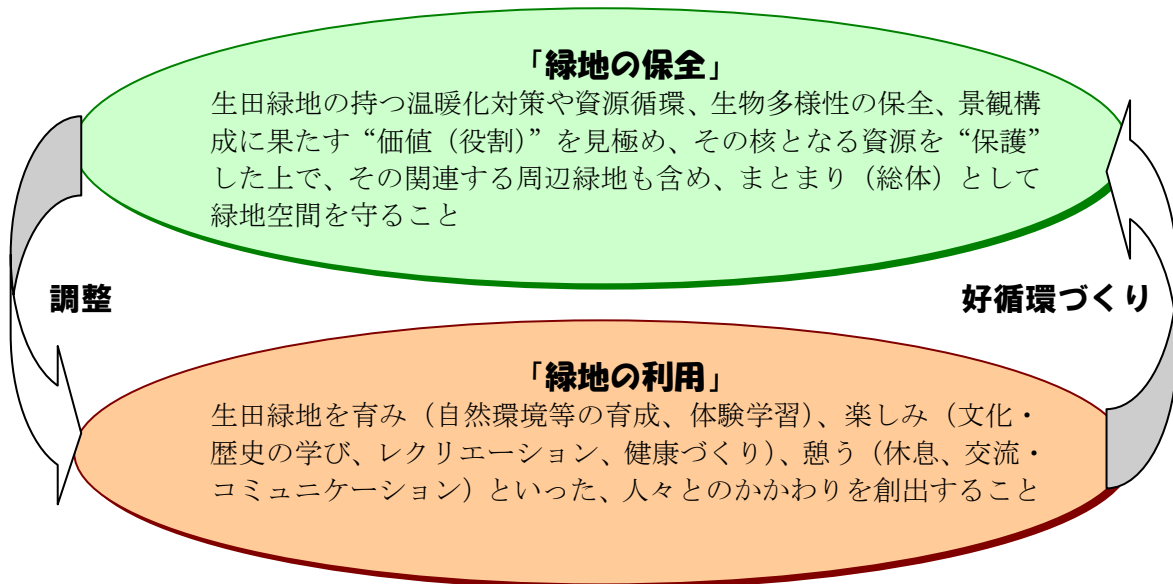 「緑地の保全」
生田緑地の持つ温暖化対策や資源循環、生物多様性の保全、景観構
成に果たす“価値（役割）”を見極め、その核となる資源を“保護”
した上で、その関連する周辺緑地も含め、まとまり（総体）として
緑地空間を守ること
調整
好循環づくり
「緑地の利用」
生田緑地を育み（自然環境等の育成、体験学習）、楽しみ（文化・
歴史の学び、レクリエーション、健康づくり）、憩う（休息、交流・
コミュニケーション）といった、人々とのかかわりを創出すること